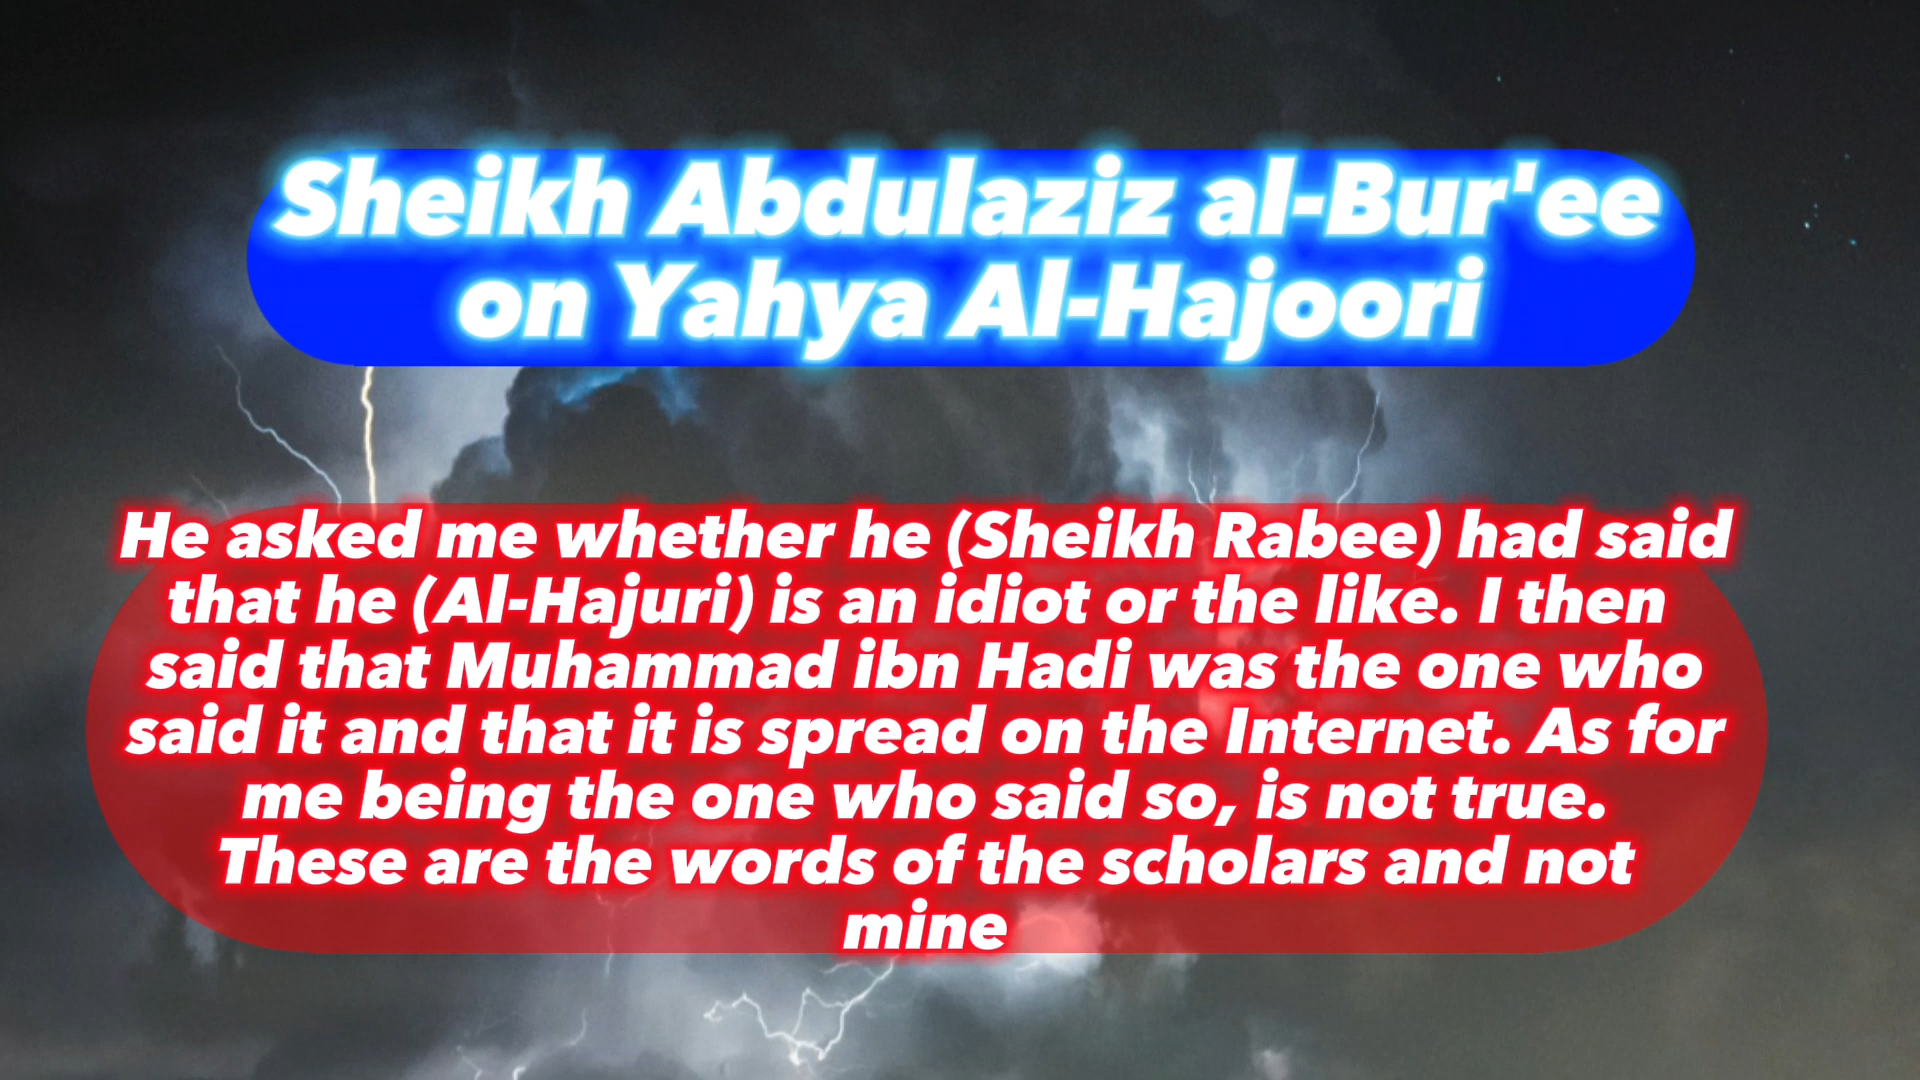 Sheikh Abdulaziz al-Bur'ee
on Yahya Al-Hajoori
He asked me whether he (Sheikh Rabee) had said
that he (Al-Hajuri) is an idiot or the like. I then
said that Muhammad ibn Hadi was the one who
said it and that it is spread on the Internet. As for
me being the one who said so, is not true.
These are the words of the scholars and not
mine